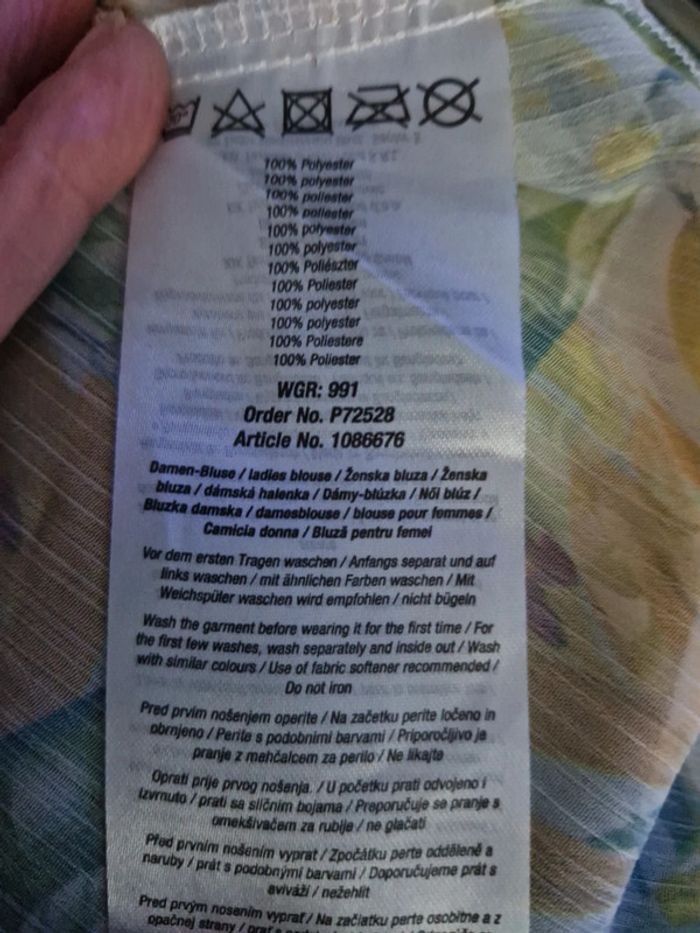 100% Polyester
100% polyester
100% poliester
100% poliester
100% polyester
100% polyester
100% Poliészter
100% Poliester
100% polyester
100% polyester
100% Poliestere
100% Poliester
WGR: 991
Order No. P72528
Article No. 1086676
Damen-Bluse / ladies blouse / Ženska bluza / Ženska
bluza / dámská halenka / Dámy-blúzka / Női blúz /
Bluzka damska / damesblouse / blouse pour femmes /
Camicia donna / Bluză pentru femei
Vor dem ersten Tragen waschen / Anfangs separat und auf
links waschen / mit ähnlichen Farben waschen / Mit
Weichspüler waschen wird empfohlen / nicht bügeln
Wash the garment before wearing it for the first time / For
the first few washes, wash separately and inside out / Wash
with similar colours / Use of fabric softener recommended /
Do not iron
Pred prvim nošenjem operite / Na začetku perite ločeno in
obrnjeno / Perite s podobnimi barvami / Priporočljivo je
pranje z mehčalcem za perilo / Ne likajte
Oprati prije prvog nošenja. / U početku prati odvojeno i
izvrnuto / prati sa sličnim bojama / Preporučuje se pranje s
omekšivačem za rublje / ne glačati
Před prvním nošením vyprat / Zpočátku perte odděleně a
naruby / prát s podobnými barvami / Doporučujeme prát s
aviváží / nežehlit
Pred prvým nosením vyprať / Na začiatku perte osobitne a z
opačnej strany / prať s podobnými